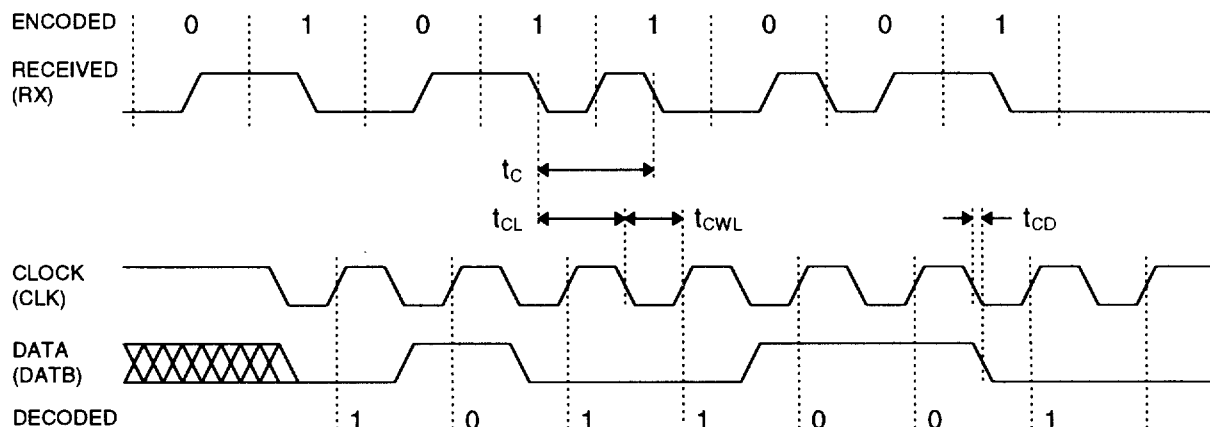 ENCODED 0 1 0 1 1 0 0 1
RECEIVED
(RX)
tC
tCL tCWL tCD
CLOCK
(CLK)
DATA
(DATB)
DECODED 1 0 1 1 0 0 1